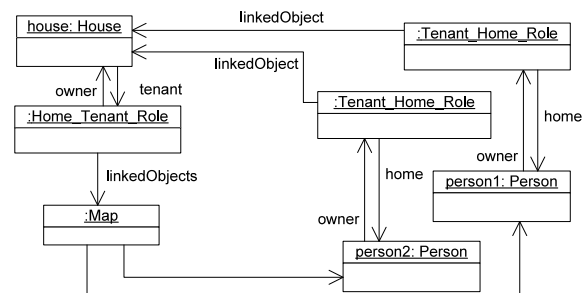 linkedObject
house: House
:Tenant_Home_Role
linkedObject
owner
tenant
:Tenant_Home_Role
:Home_Tenant_Role
home
owner
home
linkedObjects
person1: Person
:Map
owner
person2: Person